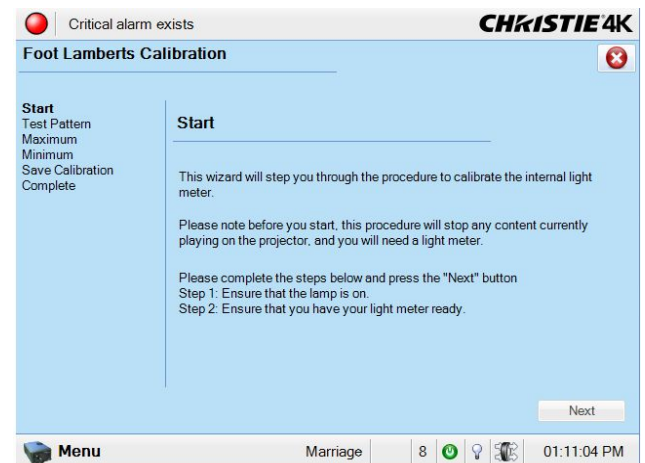 Critical alarm exists
CHRISTIE 4K
Foot Lamberts Calibration
Start
Test Pattern
Maximum
Minimum
Save Calibration
Complete
Start
This wizard will step you through the procedure to calibrate the internal light
meter.
Please note before you start, this procedure will stop any content currently
playing on the projector, and you will need a light meter.
Please complete the steps below and press the "Next" button
Step 1: Ensure that the lamp is on.
Step 2: Ensure that you have your light meter ready.
Next
Menu
Marriage
8
01:11:04 PM